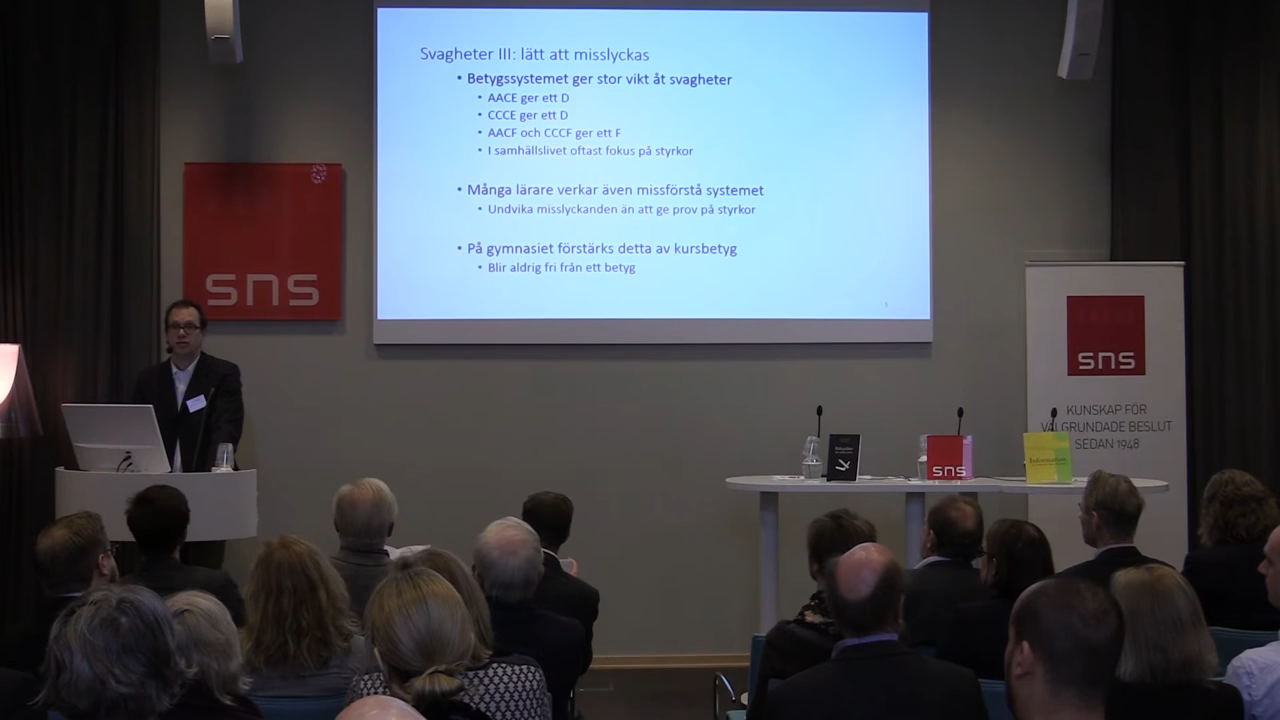 Svagheter III: lätt att misslyckas
• Betygssystemet ger stor vikt åt svagheter
• AACE ger ett D
• CCCE ger ett D
• AACF och CCCF ger ett F
• I samhällslivet oftast fokus på styrkor
• Många lärare verkar även missförstå systemet
• Undvika misslyckanden än att ge prov på styrkor
• På gymnasiet förstärks detta av kursbetyg
• Blir aldrig fri från ett betyg
sns
sns
KUNSKAP FÖR
VÄLGRUNDADE BESLUT
SEDAN 1948
sns